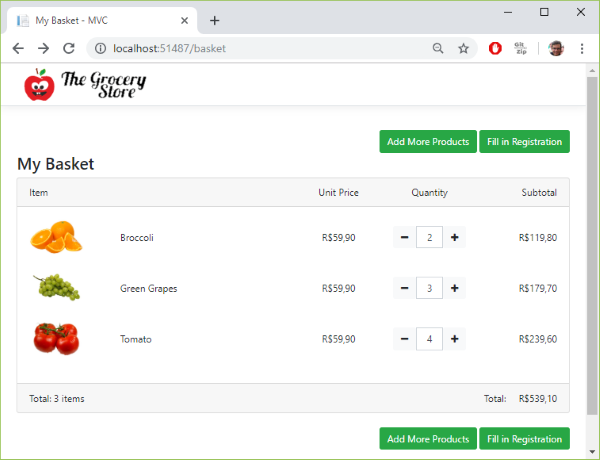 My Basket - MVC
localhost:51487/basket
Git Zip
The Grocery
Store
Add More Products Fill in Registration
My Basket
Item Unit Price Quantity Subtotal
Broccoli R$59,90 − 2 + R$119,80
Green Grapes R$59,90 − 3 + R$179,70
Tomato R$59,90 − 4 + R$239,60
Total: 3 items Total: R$539,10
Add More Products Fill in Registration